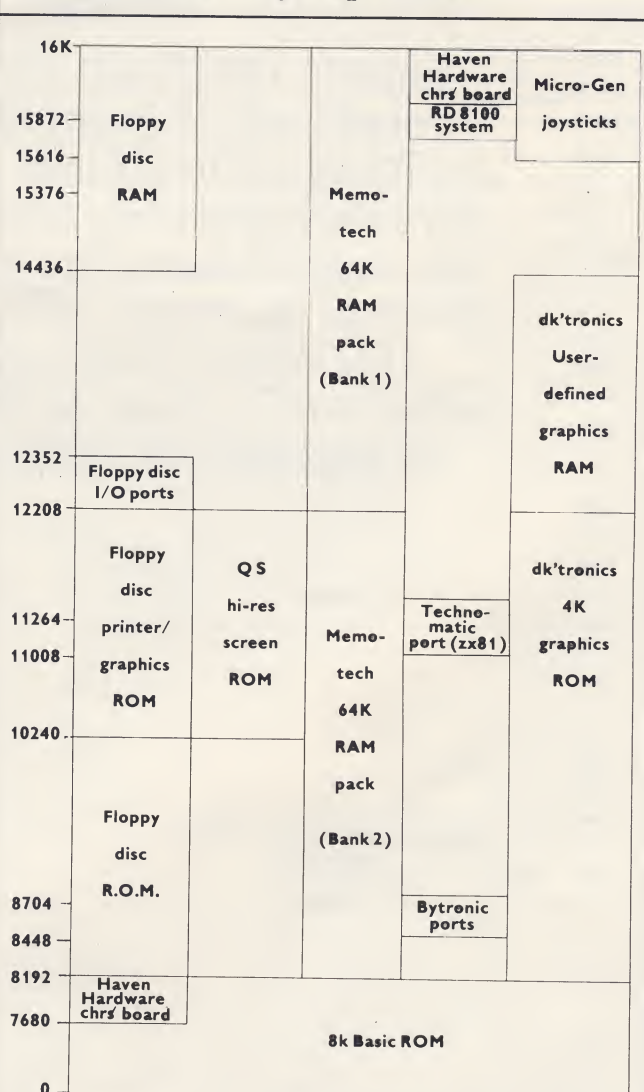 16K
15872
15616
15376
14436
12352
12208
11264
11008
10240
8704
8448
8192
7680
0
Floppy
disc
RAM
Floppy disc
I/O ports
Floppy
disc
printer/
graphics
ROM
Floppy
disc
R.O.M.
Haven
Hardware
chrs' board
QS
hi-res
screen
ROM
Memo-
tech
64K
RAM
pack
(Bank 1)
Memo-
tech
64K
RAM
pack
(Bank 2)
Haven
Hardware
chrs' board
RD 8100
system
Techno-
matic
port (zx81)
Bytronic
ports
Micro-Gen
joysticks
dk'tronics
User-
defined
graphics
RAM
dk'tronics
4K
graphics
ROM
8k Basic ROM